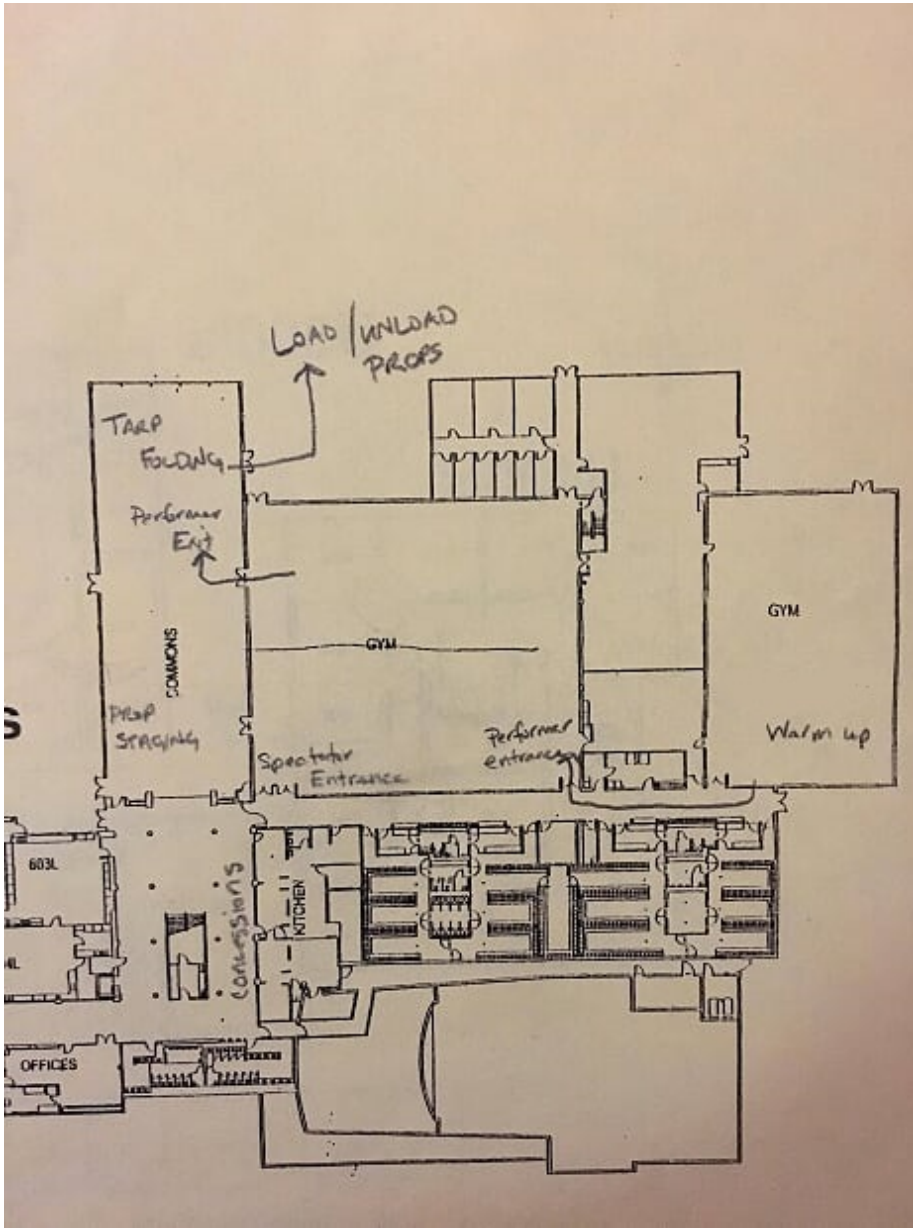 LOAD/UNLOAD
PROPS
TARP
FOLDING
Performer
Exit
GYM
GYM
COMMONS
PROP
STAGING
Spectator
Entrance
Performer
entrance
Warm up
S
603L
Concessions
KITCHEN
4L
OFFICES